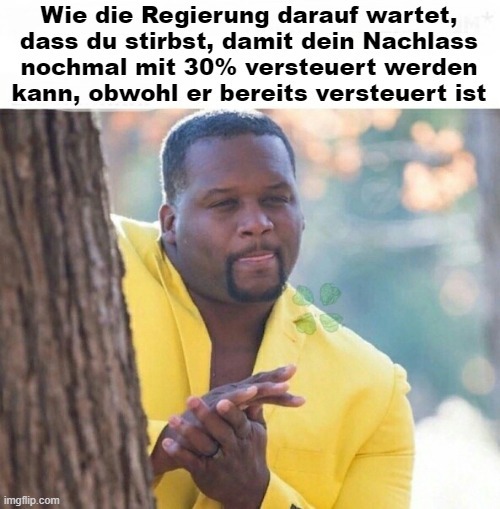 Wie die Regierung darauf wartet,
dass du stirbst, damit dein Nachlass
nochmal mit 30% versteuert werden
kann, obwohl er bereits versteuert ist
imgflip.com